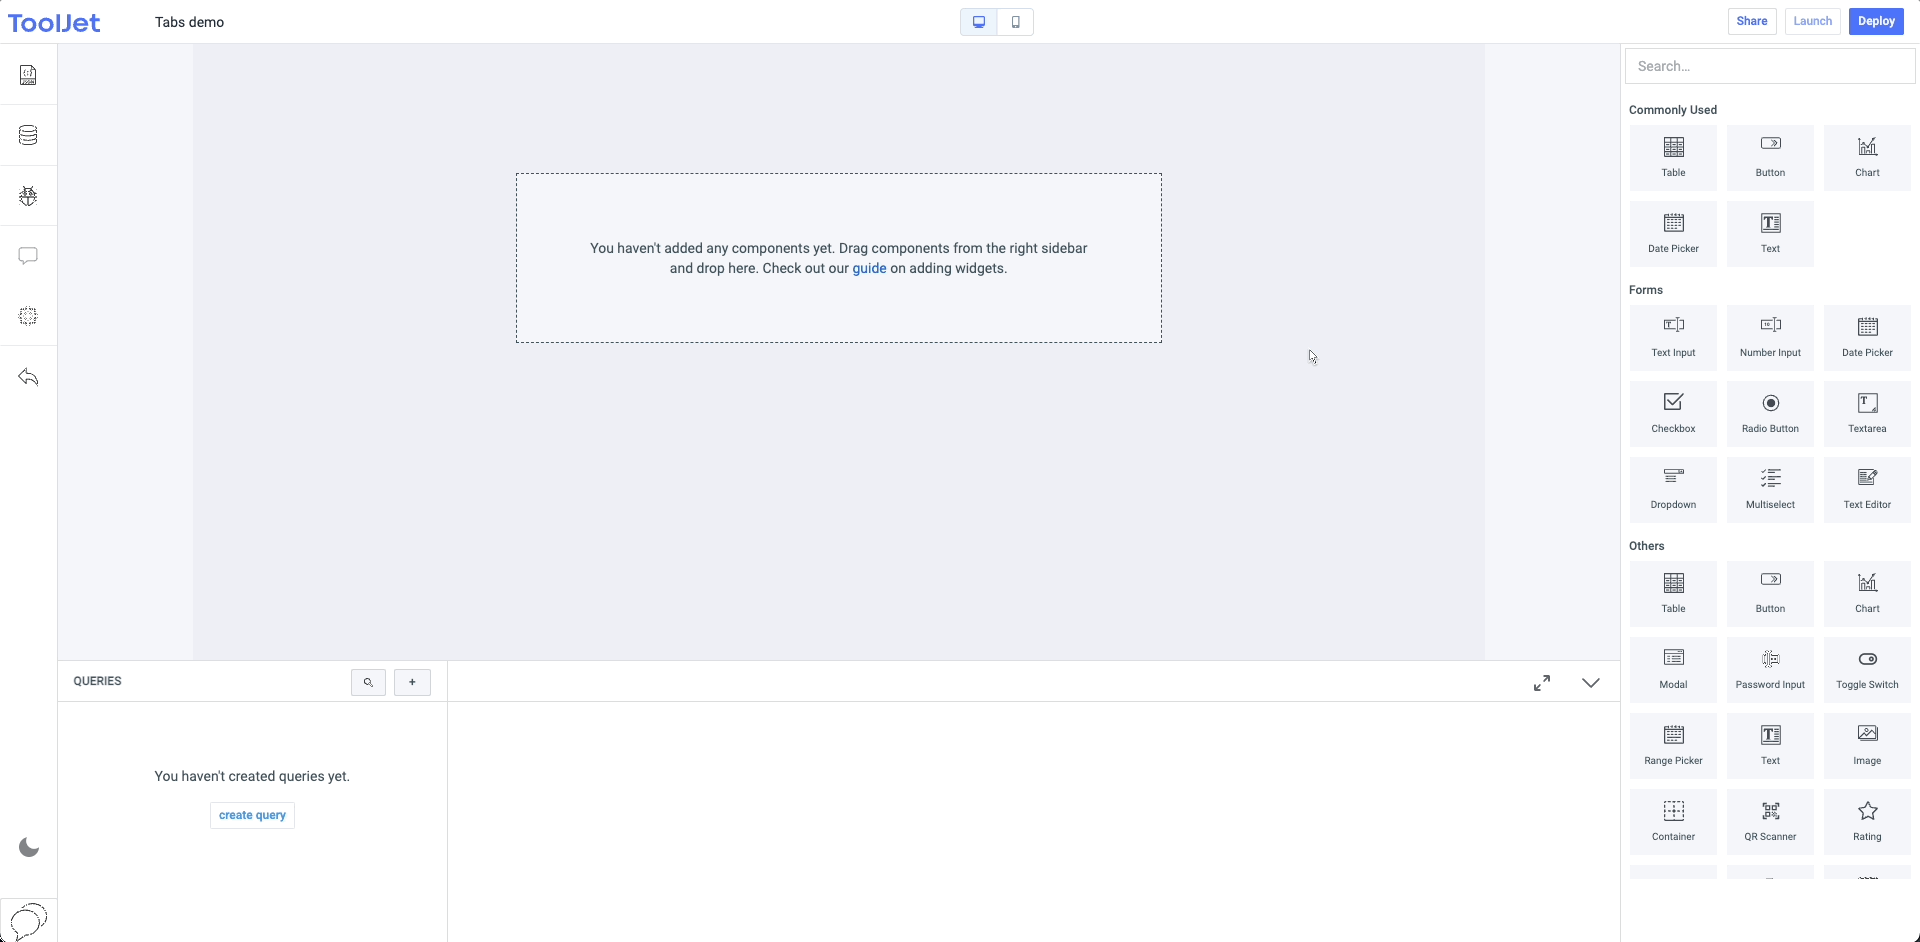 ToolJet
Tabs demo
Share
Launch
Deploy
Search...
Commonly Used
Table
Button
Chart
Date Picker
Text
You haven't added any components yet. Drag components from the right sidebar
and drop here. Check out our guide on adding widgets.
Forms
Text Input
Number Input
Date Picker
Checkbox
Radio Button
Textarea
Dropdown
Multiselect
Text Editor
Others
Table
Button
Chart
Modal
Password Input
Toggle Switch
Range Picker
Text
Image
Container
QR Scanner
Rating
QUERIES
+
You haven't created queries yet.
create query